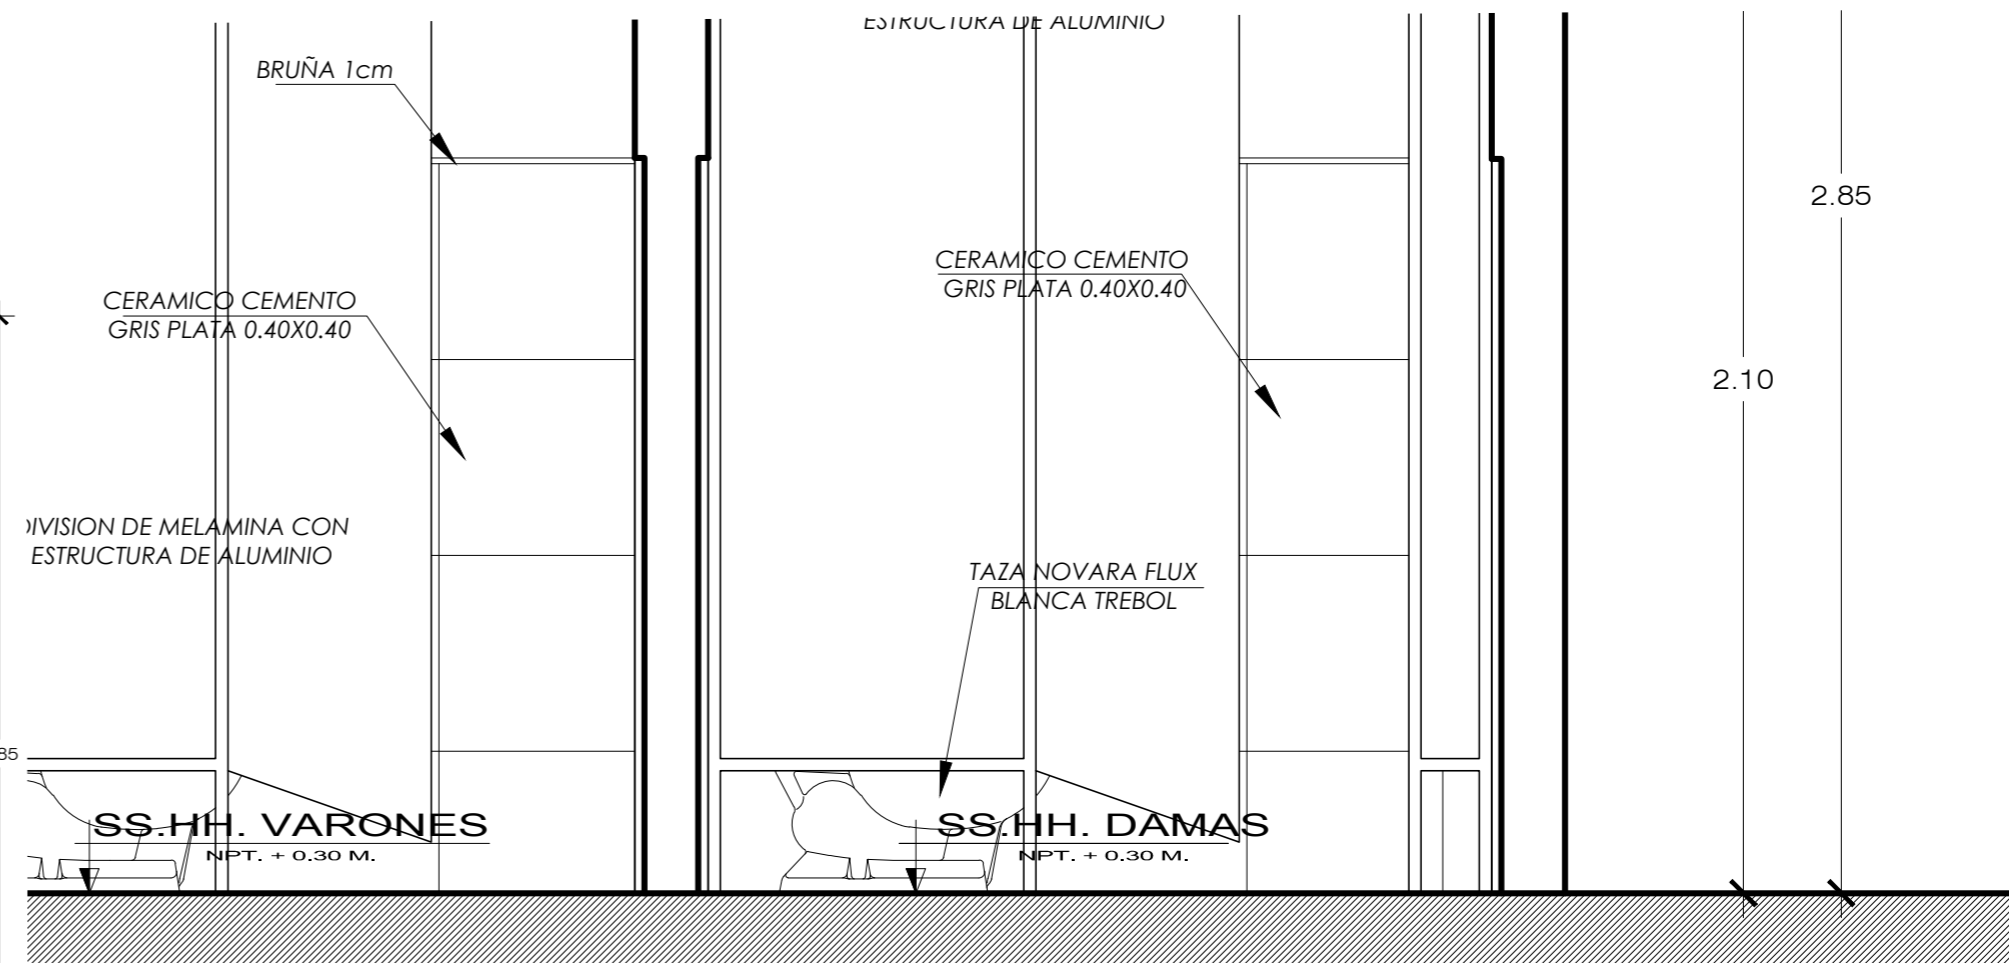 ESTRUCTURA DE ALUMINIO
BRUÑA 1cm
2.85
CERAMICO CEMENTO
GRIS PLATA 0.40X0.40
CERAMICO CEMENTO
GRIS PLATA 0.40X0.40
2.10
DE MELAMINA CON
ESTRUCTURA DE ALUMINIO
TAZA NOVARA FLUX
BLANCA TREBOL
85
SS.HH. VARONES
NPT. + 0.30 M.
SS.HH. DAMAS
NPT. + 0.30 M.